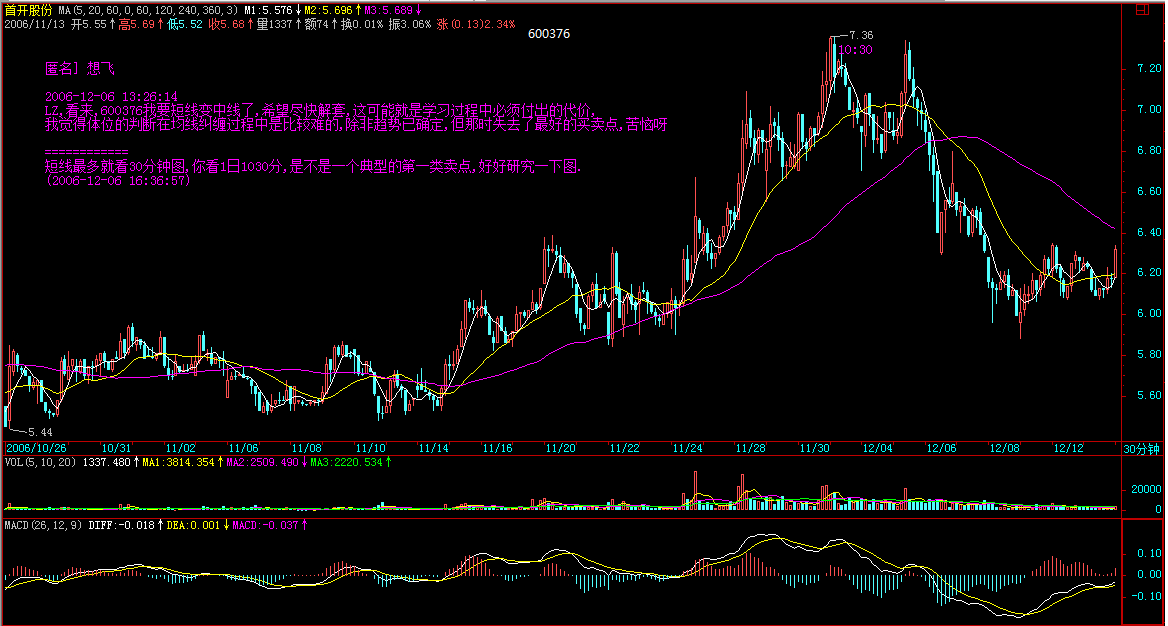 首开股份 MA(5,20,60,0,60,120,240,360,3) M1:5.576↓M2:5.696↑M3:5.689↓
2006/11/13 开5.55↑高5.69↑低5.52 收5.68↑量1337↑额74↑换0.01% 振3.06% 涨(0.13)2.34%
600376
7.36
10:30
匿名] 想飞
2006-12-06 19:26:14
LZ,看来,600376我要短线变中线了,希望尽快解套,这可能就是学习过程中必须付出的代价.
我觉得体位的判断在均线纠缠过程中是比较难的,除非趋势已确定,但那时失去了最好的买卖点,苦恼呀
============
短线最多就看30分钟图,你看1日1030分,是不是一个典型的第一类卖点,好好研究一下图.
(2006-12-06 16:36:57)
7.20
7.00
6.80
6.60
6.40
6.20
6.00
5.80
5.60
5.44
2006/10/26 10/31 11/02 11/06 11/08 11/10 11/14 11/16 11/20 11/22 11/24 11/28 11/30 12/04 12/06 12/08 12/12 30分钟
VOL(5,10,20) 1337.480↑MA1:3814.354↑MA2:2509.490↓MA3:2220.534↑
20000
0
MACD(26,12,9) DIFF:-0.018↑DEA:0.001↓MACD:-0.037↑
0.10
0.00
-0.10